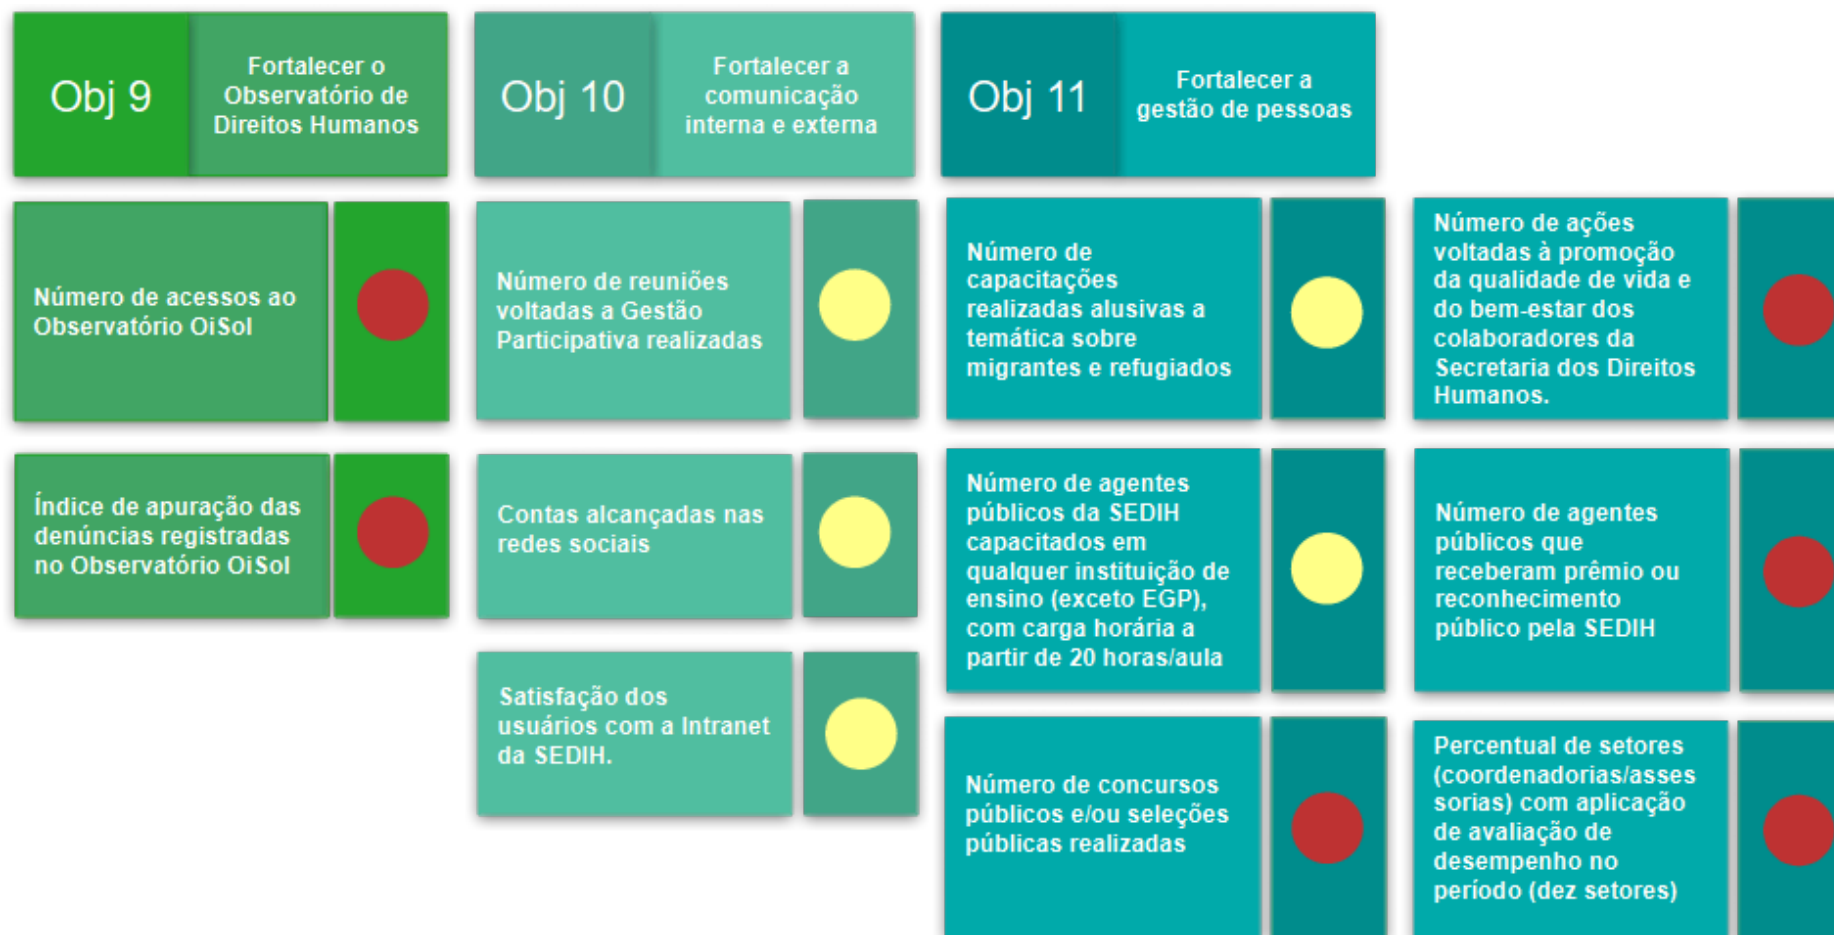 Obj 9
Fortalecer o
Observatório de
Direitos Humanos
Obj 10
Fortalecer a
comunicação
interna e externa
Obj 11
Fortalecer a
gestão de pessoas
Número de acessos ao
Observatório OiSol
Número de reuniões
voltadas a Gestão
Participativa realizadas
Número de
capacitações
realizadas alusivas a
temática sobre
migrantes e refugiados
Número de ações
voltadas à promoção
da qualidade de vida e
do bem-estar dos
colaboradores da
Secretaria dos Direitos
Humanos.
Índice de apuração das
denúncias registradas
no Observatório OiSol
Contas alcançadas nas
redes sociais
Número de agentes
públicos da SEDIH
capacitados em
qualquer instituição de
ensino (exceto EGP),
com carga horária a
partir de 20 horas/aula
Número de agentes
públicos que
receberam prêmio ou
reconhecimento
público pela SEDIH
Satisfação dos
usuários com a Intranet
da SEDIH.
Número de concursos
públicos e/ou seleções
públicas realizadas
Percentual de setores
(coordenadorias/asses
sorias) com aplicação
de avaliação de
desempenho no
período (dez setores)